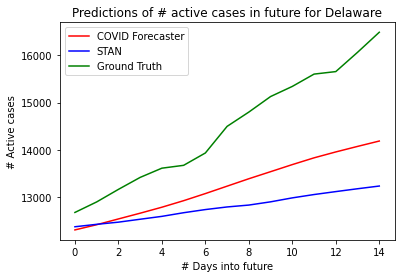 Predictions of # active cases in future for Delaware
COVID Forecaster
STAN
Ground Truth
# Active cases
16000
15000
14000
13000
0 2 4 6 8 10 12 14
# Days into future